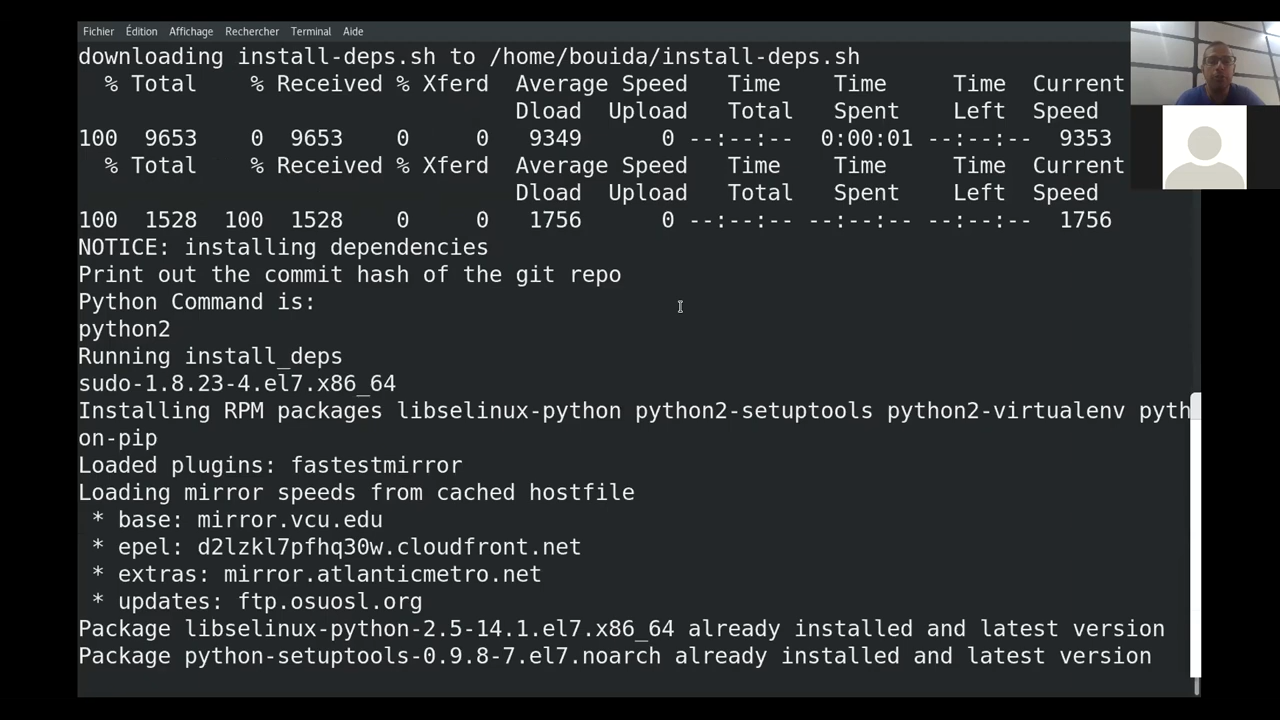 Fichier Édition Affichage Rechercher Terminal Aide
downloading install-deps.sh to /home/bouida/install-deps.sh
% Total % Received % Xferd Average Speed Time Time Time Current
Dload Upload Total Spent Left Speed
100 9653 0 9653 0 0 9349 0 --:--:-- 0:00:01 --:--:-- 9353
% Total % Received % Xferd Average Speed Time Time Time Current
Dload Upload Total Spent Left Speed
100 1528 100 1528 0 0 1756 0 --:--:-- --:--:-- --:--:-- 1756
NOTICE: installing dependencies
Print out the commit hash of the git repo
Python Command is:
python2
Running install_deps
sudo-1.8.23-4.el7.x86_64
Installing RPM packages libselinux-python python2-setuptools python2-virtualenv pyth
on-pip
Loaded plugins: fastestmirror
Loading mirror speeds from cached hostfile
* base: mirror.vcu.edu
* epel: d2lzkl7pfhq30w.cloudfront.net
* extras: mirror.atlanticmetro.net
* updates: ftp.osuosl.org
Package libselinux-python-2.5-14.1.el7.x86_64 already installed and latest version
Package python-setuptools-0.9.8-7.el7.noarch already installed and latest version